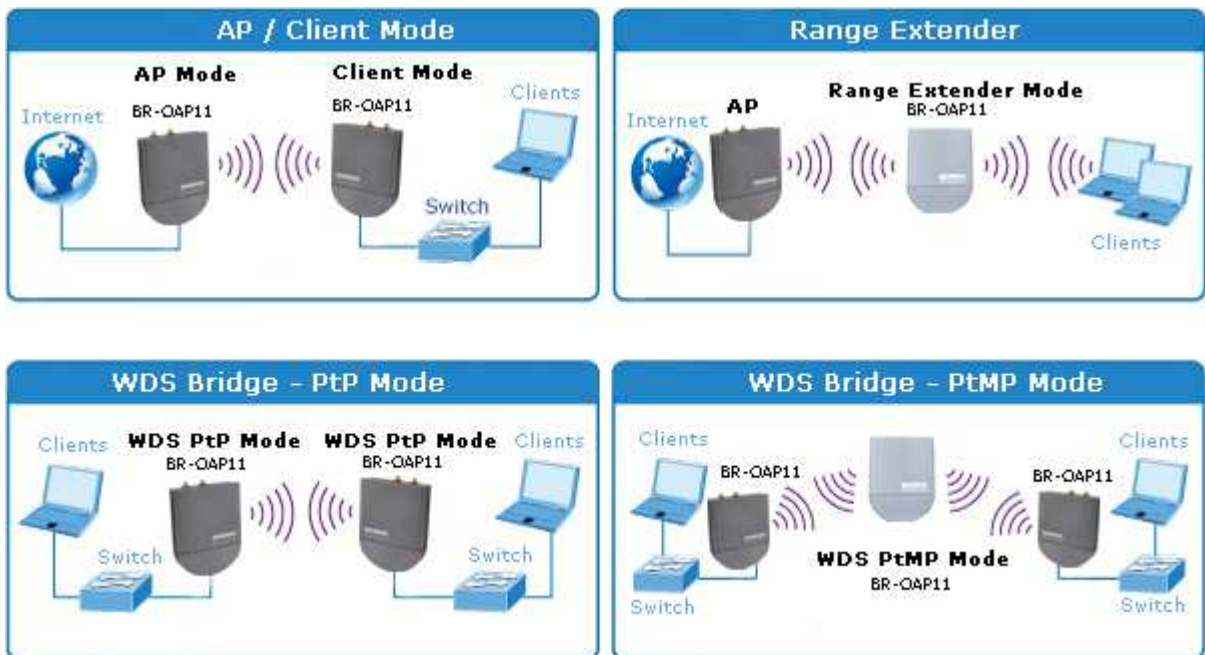 AP / Client Mode
AP Mode
BR-OAP11
Client Mode
BR-OAP11
Internet
Clients
Switch
Range Extender
Internet
AP
Range Extender Mode
BR-OAP11
Clients
WDS Bridge - PtP Mode
Clients
WDS PtP Mode
BR-OAP11
WDS PtP Mode
BR-OAP11
Clients
Switch
Switch
WDS Bridge - PtMP Mode
Clients
BR-OAP11
BR-OAP11
Clients
WDS PtMP Mode
BR-OAP11
Switch
Switch